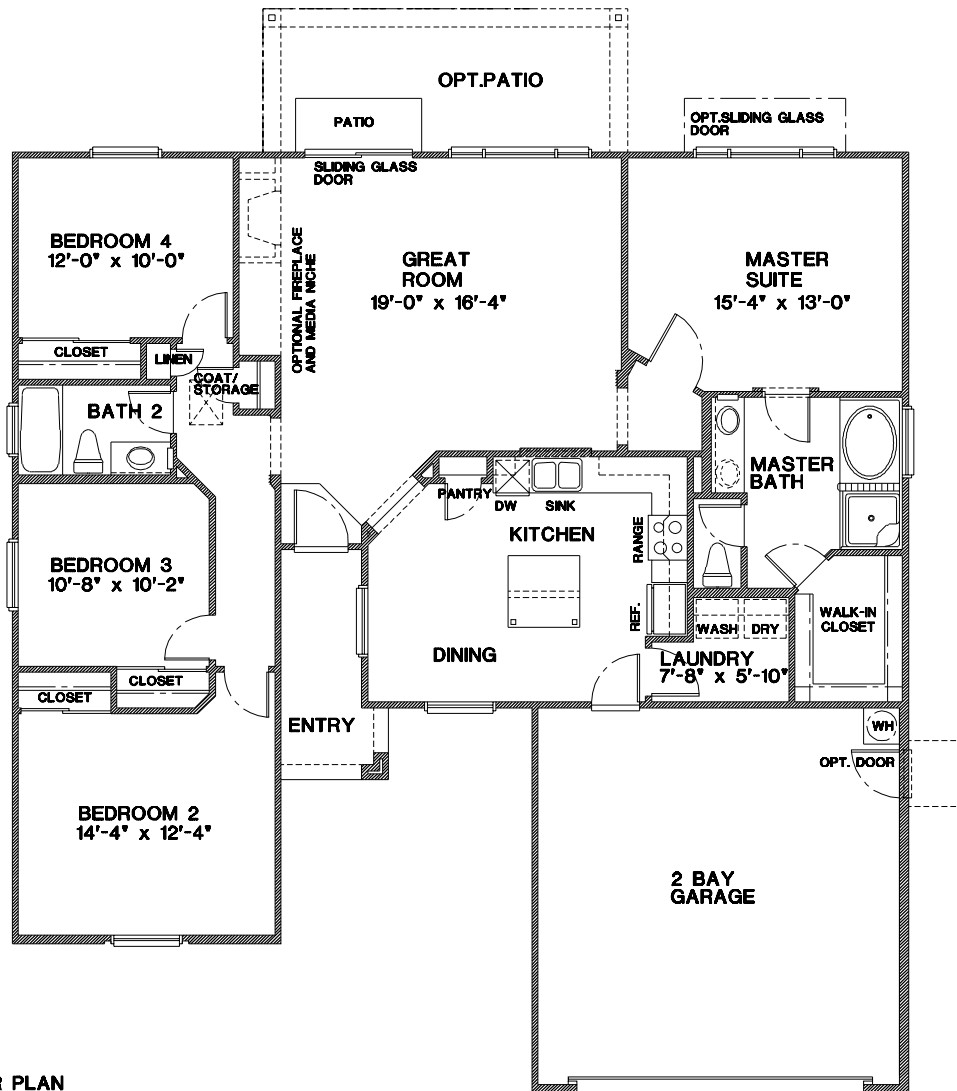 OPT.PATIO
PATIO
OPT.SLIDING GLASS
DOOR
SLIDING GLASS
DOOR
BEDROOM 4
12'-0" x 10'-0"
OPTIONAL FIREPLACE
AND MEDIA NICHE
GREAT
ROOM
19'-0" x 16'-4"
MASTER
SUITE
15'-4" x 13'-0"
CLOSET
LINEN
COAT/
STORAGE
BATH 2
MASTER
BATH
PANTRY
DW
SINK
KITCHEN
RANGE
BEDROOM 3
10'-8" x 10'-2"
REF.
WASH
DRY
WALK-IN
CLOSET
DINING
LAUNDRY
7'-8" x 5'-10"
CLOSET
CLOSET
ENTRY
WH
OPT. DOOR
BEDROOM 2
14'-4" x 12'-4"
2 BAY
GARAGE
PLAN